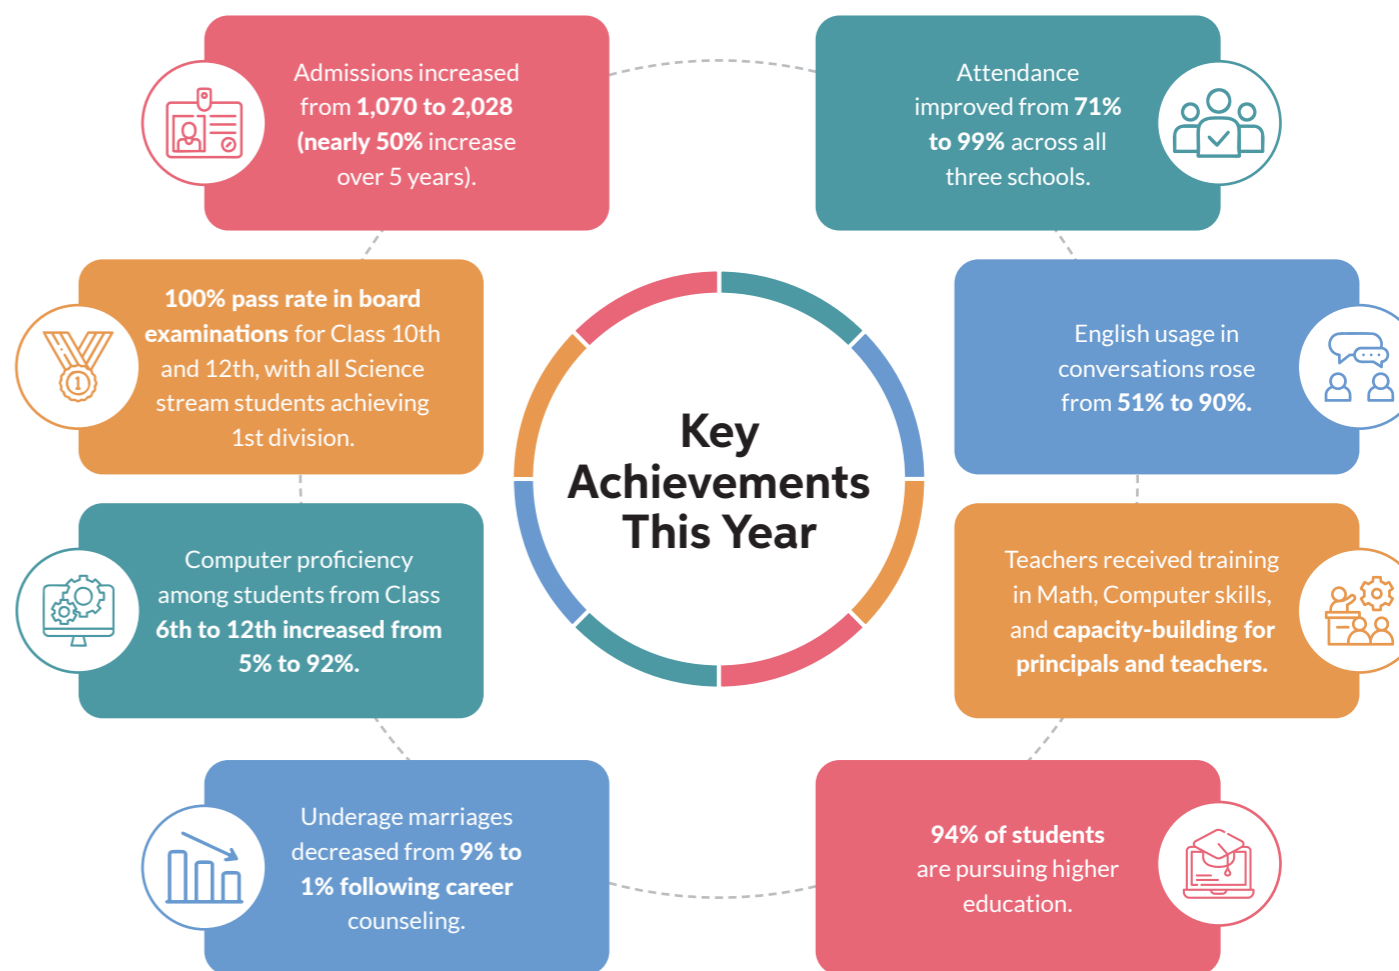 Admissions increased
from 1,070 to 2,028
(nearly 50% increase
over 5 years).
Attendance
improved from 71%
to 99% across all
three schools.
100% pass rate in board
examinations for Class 10th
and 12th, with all Science
stream students achieving
1st division.
1
English usage in
conversations rose
from 51% to 90%.
Key
Achievements
This Year
Computer proficiency
among students from Class
6th to 12th increased from
5% to 92%.
Teachers received training
in Math, Computer skills,
and capacity-building for
principals and teachers.
Underage marriages
decreased from 9% to
1% following career
counseling.
94% of students
are pursuing higher
education.